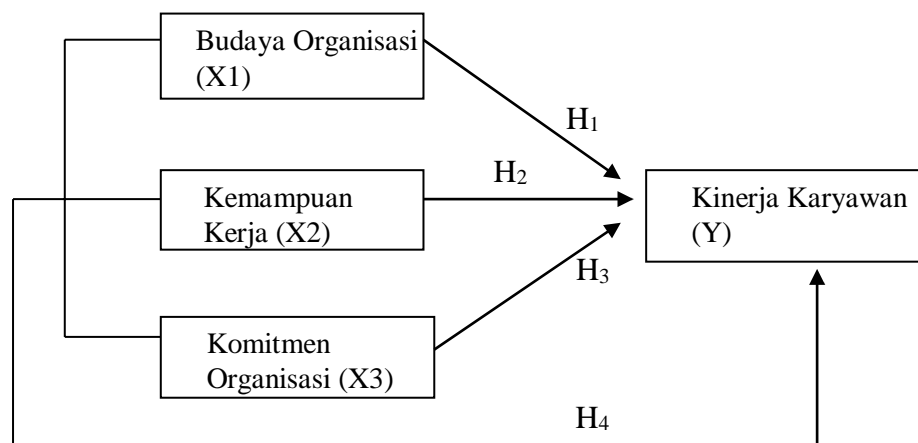 Budaya Organisasi
(X1)
H1
H2
Kemampuan
Kerja (X2)
Kinerja Karyawan
(Y)
H3
Komitmen
Organisasi (X3)
H4